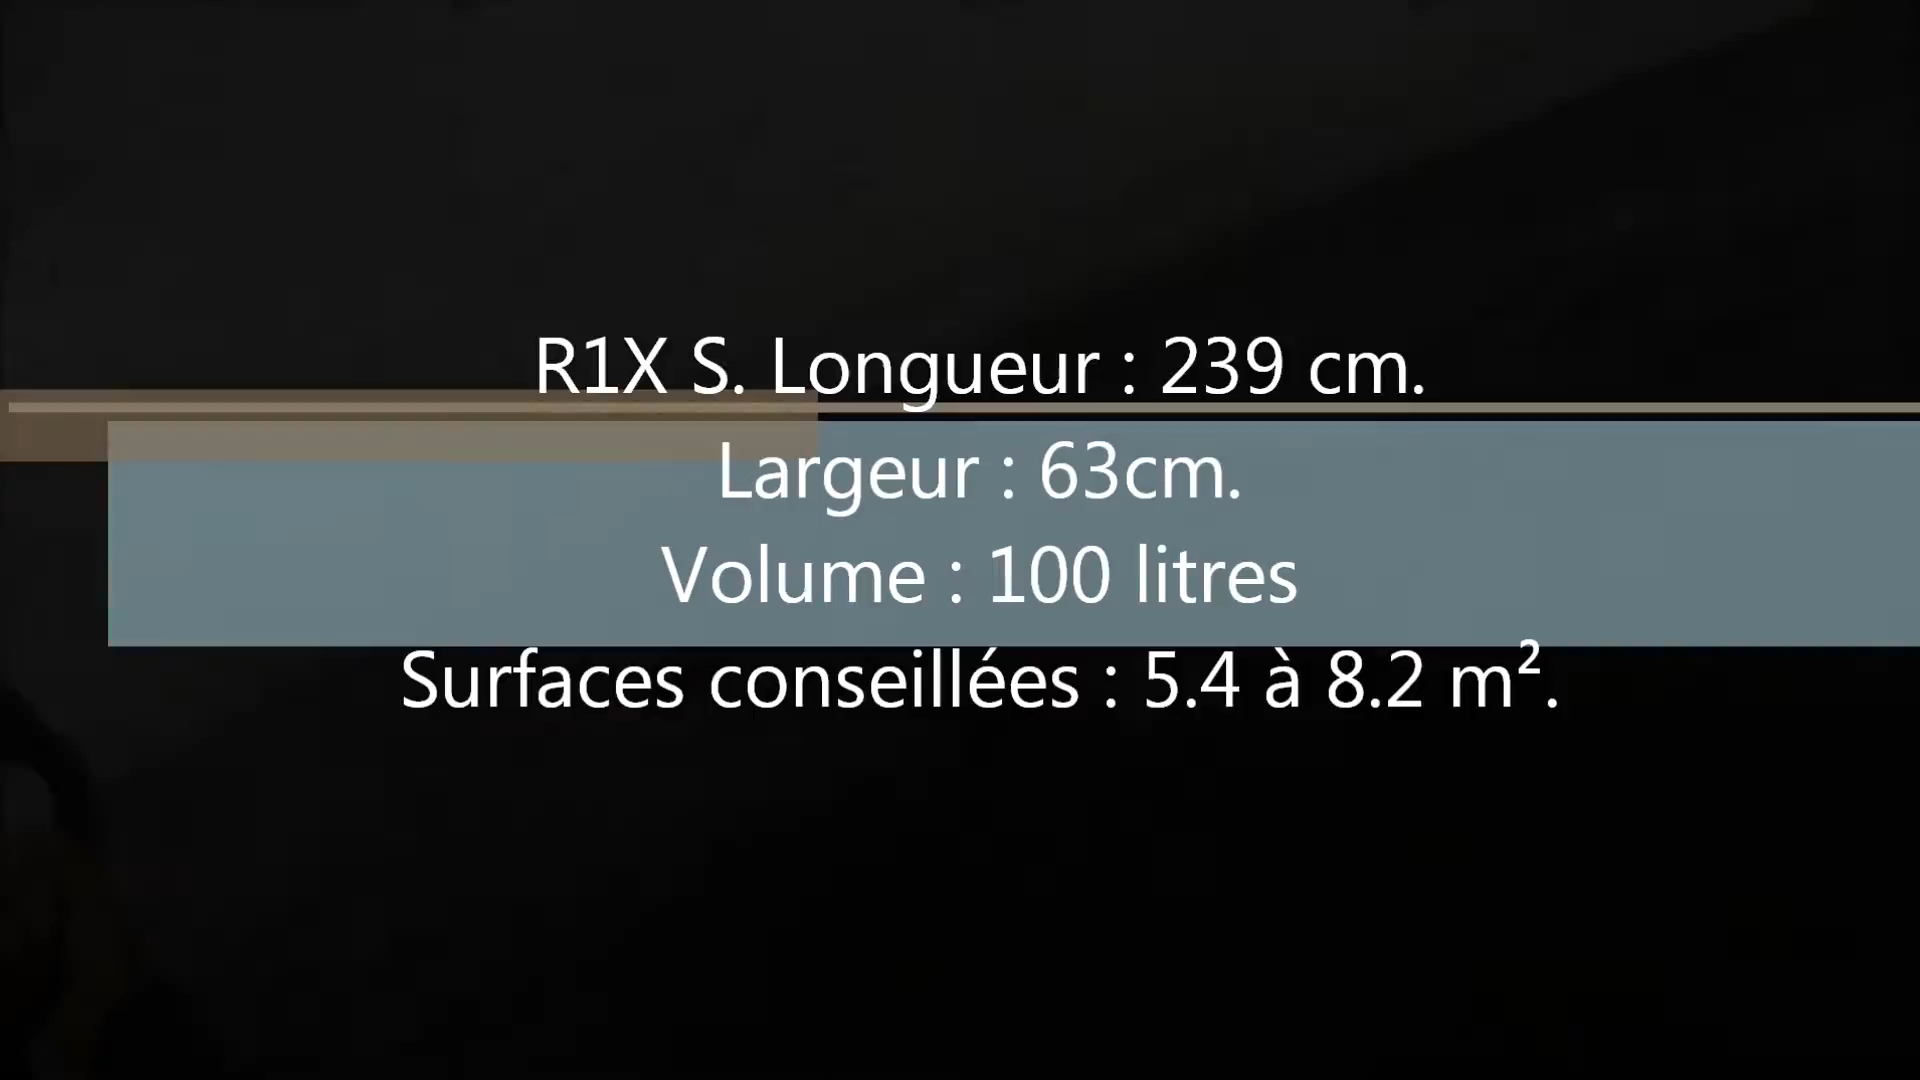 R1X S. Longueur : 239 cm.
Largeur : 63cm.
Volume : 100 litres
Surfaces conseillées : 5.4 à 8.2 m².